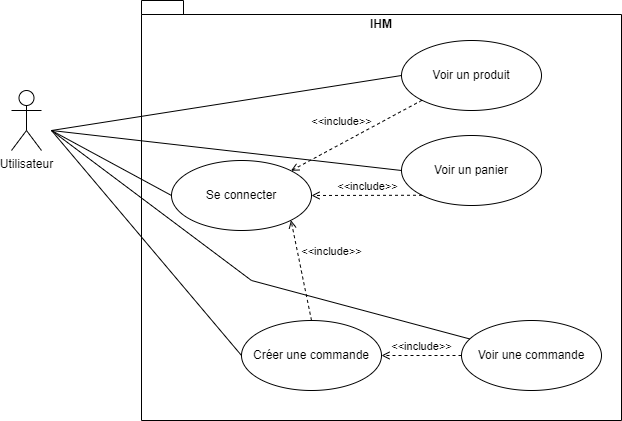 IHM
Voir un produit
<<include>>
Utilisateur
Voir un panier
<<include>>
Se connecter
<<include>>
Créer une commande
<<include>>
Voir une commande